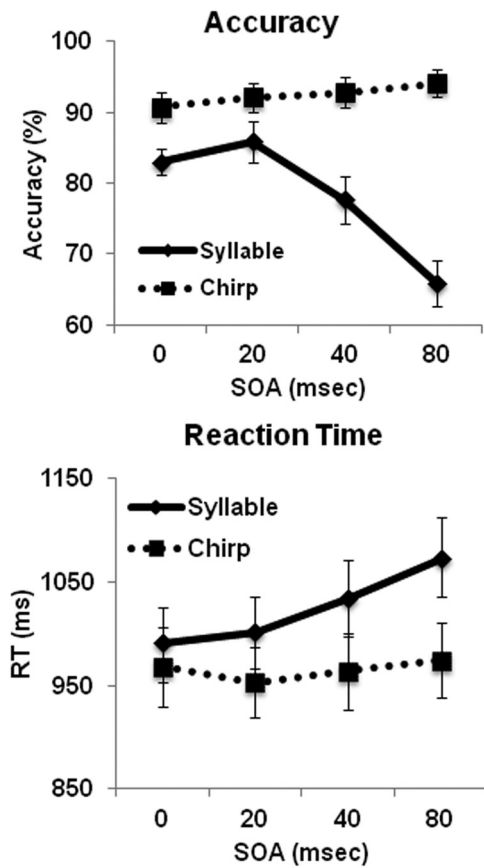 Accuracy
100
90
80
70
60
Accuracy (%)
Syllable
Chirp
0 20 40 80
SOA (msec)
Reaction Time
1150
1050
950
850
RT (ms)
Syllable
Chirp
0 20 40 80
SOA (msec)